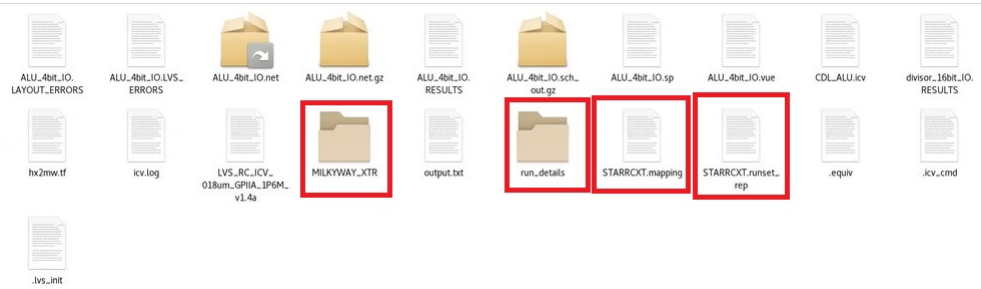 ALU_4bit_IO.
LAYOUT_ERRORS
ALU_4bit_IO.LVS_
ERRORS
ALU_4bit_IO.net
ALU_4bit_IO.net.gz
ALU_4bit_IO.
RESULTS
ALU_4bit_IO.sch_
out.gz
ALU_4bit_IO.sp
ALU_4bit_IO.vue
CDL_ALU.icv
divisor_16bit_IO.
RESULTS
hx2mw.tf
icv.log
LVS_RC_ICV_
018um_GPIIA_1P6M_
v1.4a
MILKYWAY_XTR
output.txt
run_details
STARRCXT.mapping
STARRCXT.runset_
rep
.equiv
.icv_cmd
.lvs_init